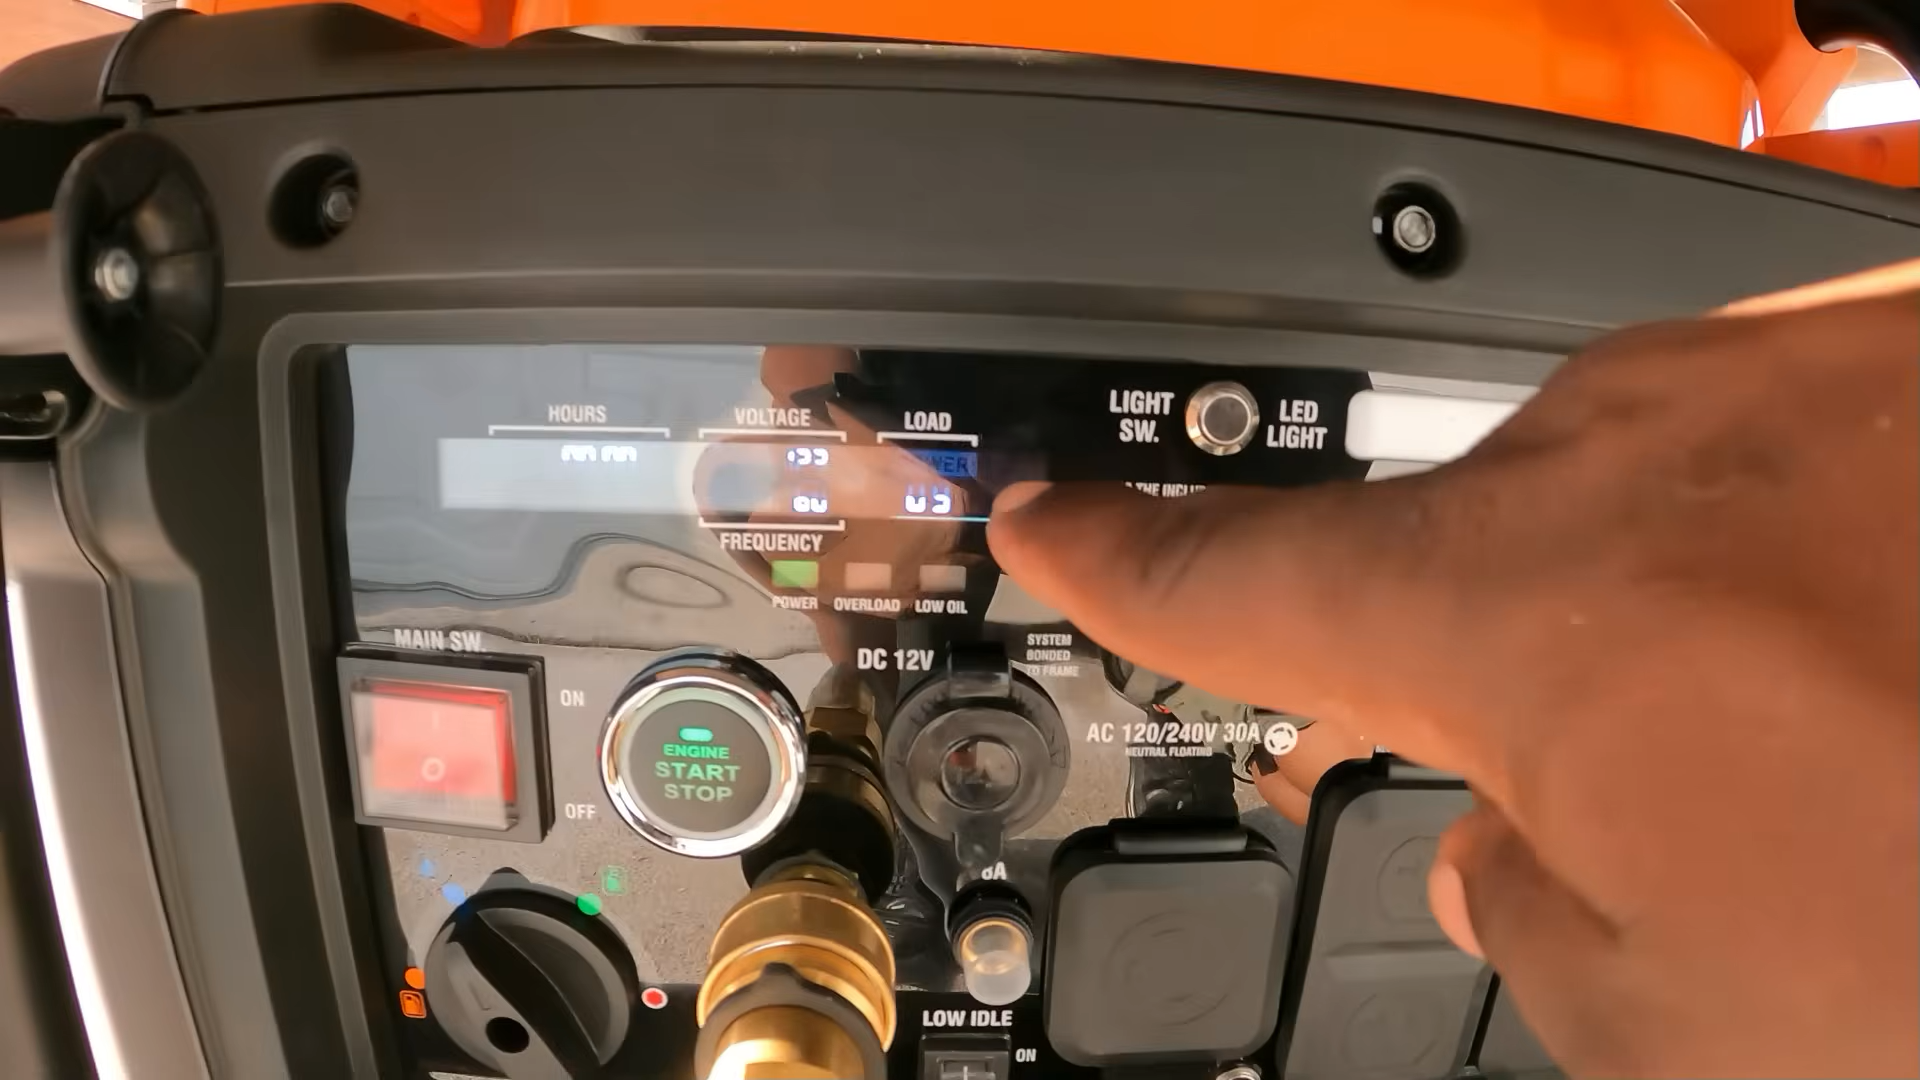 HOURS
VOLTAGE
LOAD
LIGHT
SW.
LED
LIGHT
THE
FREQUENCY
POWER
OVERLOAD
LOW OIL
MAIN SW.
ON
OFF
ENGINE
START
STOP
DC 12V
SYSTEM
BONDED
TO FRAME
AC 120/240V 30A
NEUTRAL FLOATING
LOW IDLE
ON